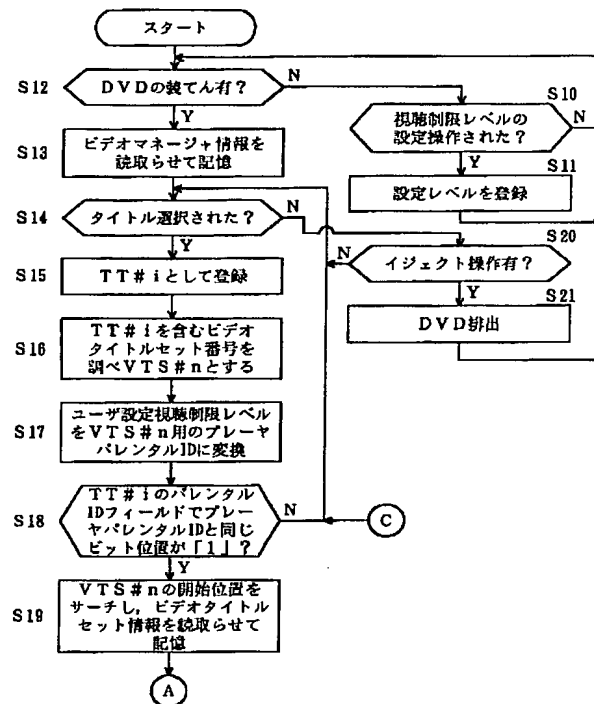 スタート
S12
DVDの装てん有?
N
Y
S10
視聴制限レベルの
設定操作された?
N
Y
S11
設定レベルを登録
S13
ビデオマネージャ情報を
読取らせて記憶
S14
タイトル選択された?
N
Y
S20
イジェクト操作有?
N
Y
S21
DVD排出
S15
TT#iとして登録
S16
TT#iを含むビデオ
タイトルセット番号を
調べVTS#nとする
S17
ユーザ設定視聴制限レベル
をVTS#n用のプレーヤ
パレンタルIDに変換
S18
TT#iのパレンタル
IDフィールドでプレー
ヤパレンタルIDと同じ
ビット位置が「1」?
N
Y
C
S19
VTS#nの開始位置を
サーチし,ビデオタイトル
セット情報を読取らせて
記憶
A